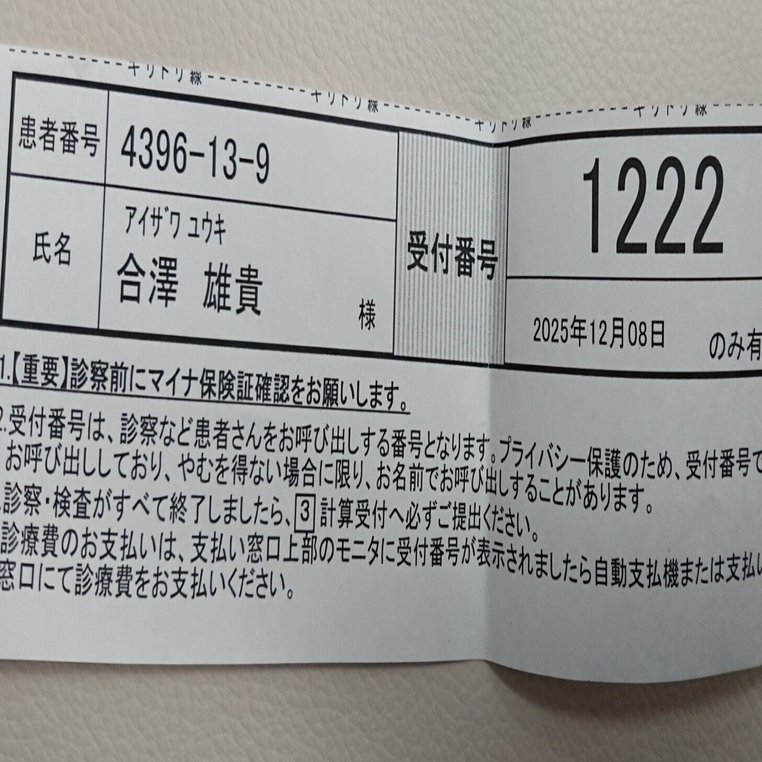 キリトリ線 キリトリ線 キリトリ線 キリトリ線
患者番号 4396-13-9
氏名
ｱｲｻﾞﾜ ﾕｳｷ
合澤 雄貴 様
受付番号
1222
2025年12月08日 のみ有
1.【重要】診察前にマイナ保険証確認をお願いします。
2.受付番号は、診察など患者さんをお呼び出しする番号となります。プライバシー保護のため、受付番号で
お呼び出ししており、やむを得ない場合に限り、お名前でお呼び出しすることがあります。
.診察・検査がすべて終了しましたら、3計算受付へ必ずご提出ください。
診療費のお支払いは、支払い窓口上部のモニタに受付番号が表示されましたら自動支払機または支払い
窓口にて診療費をお支払いください。